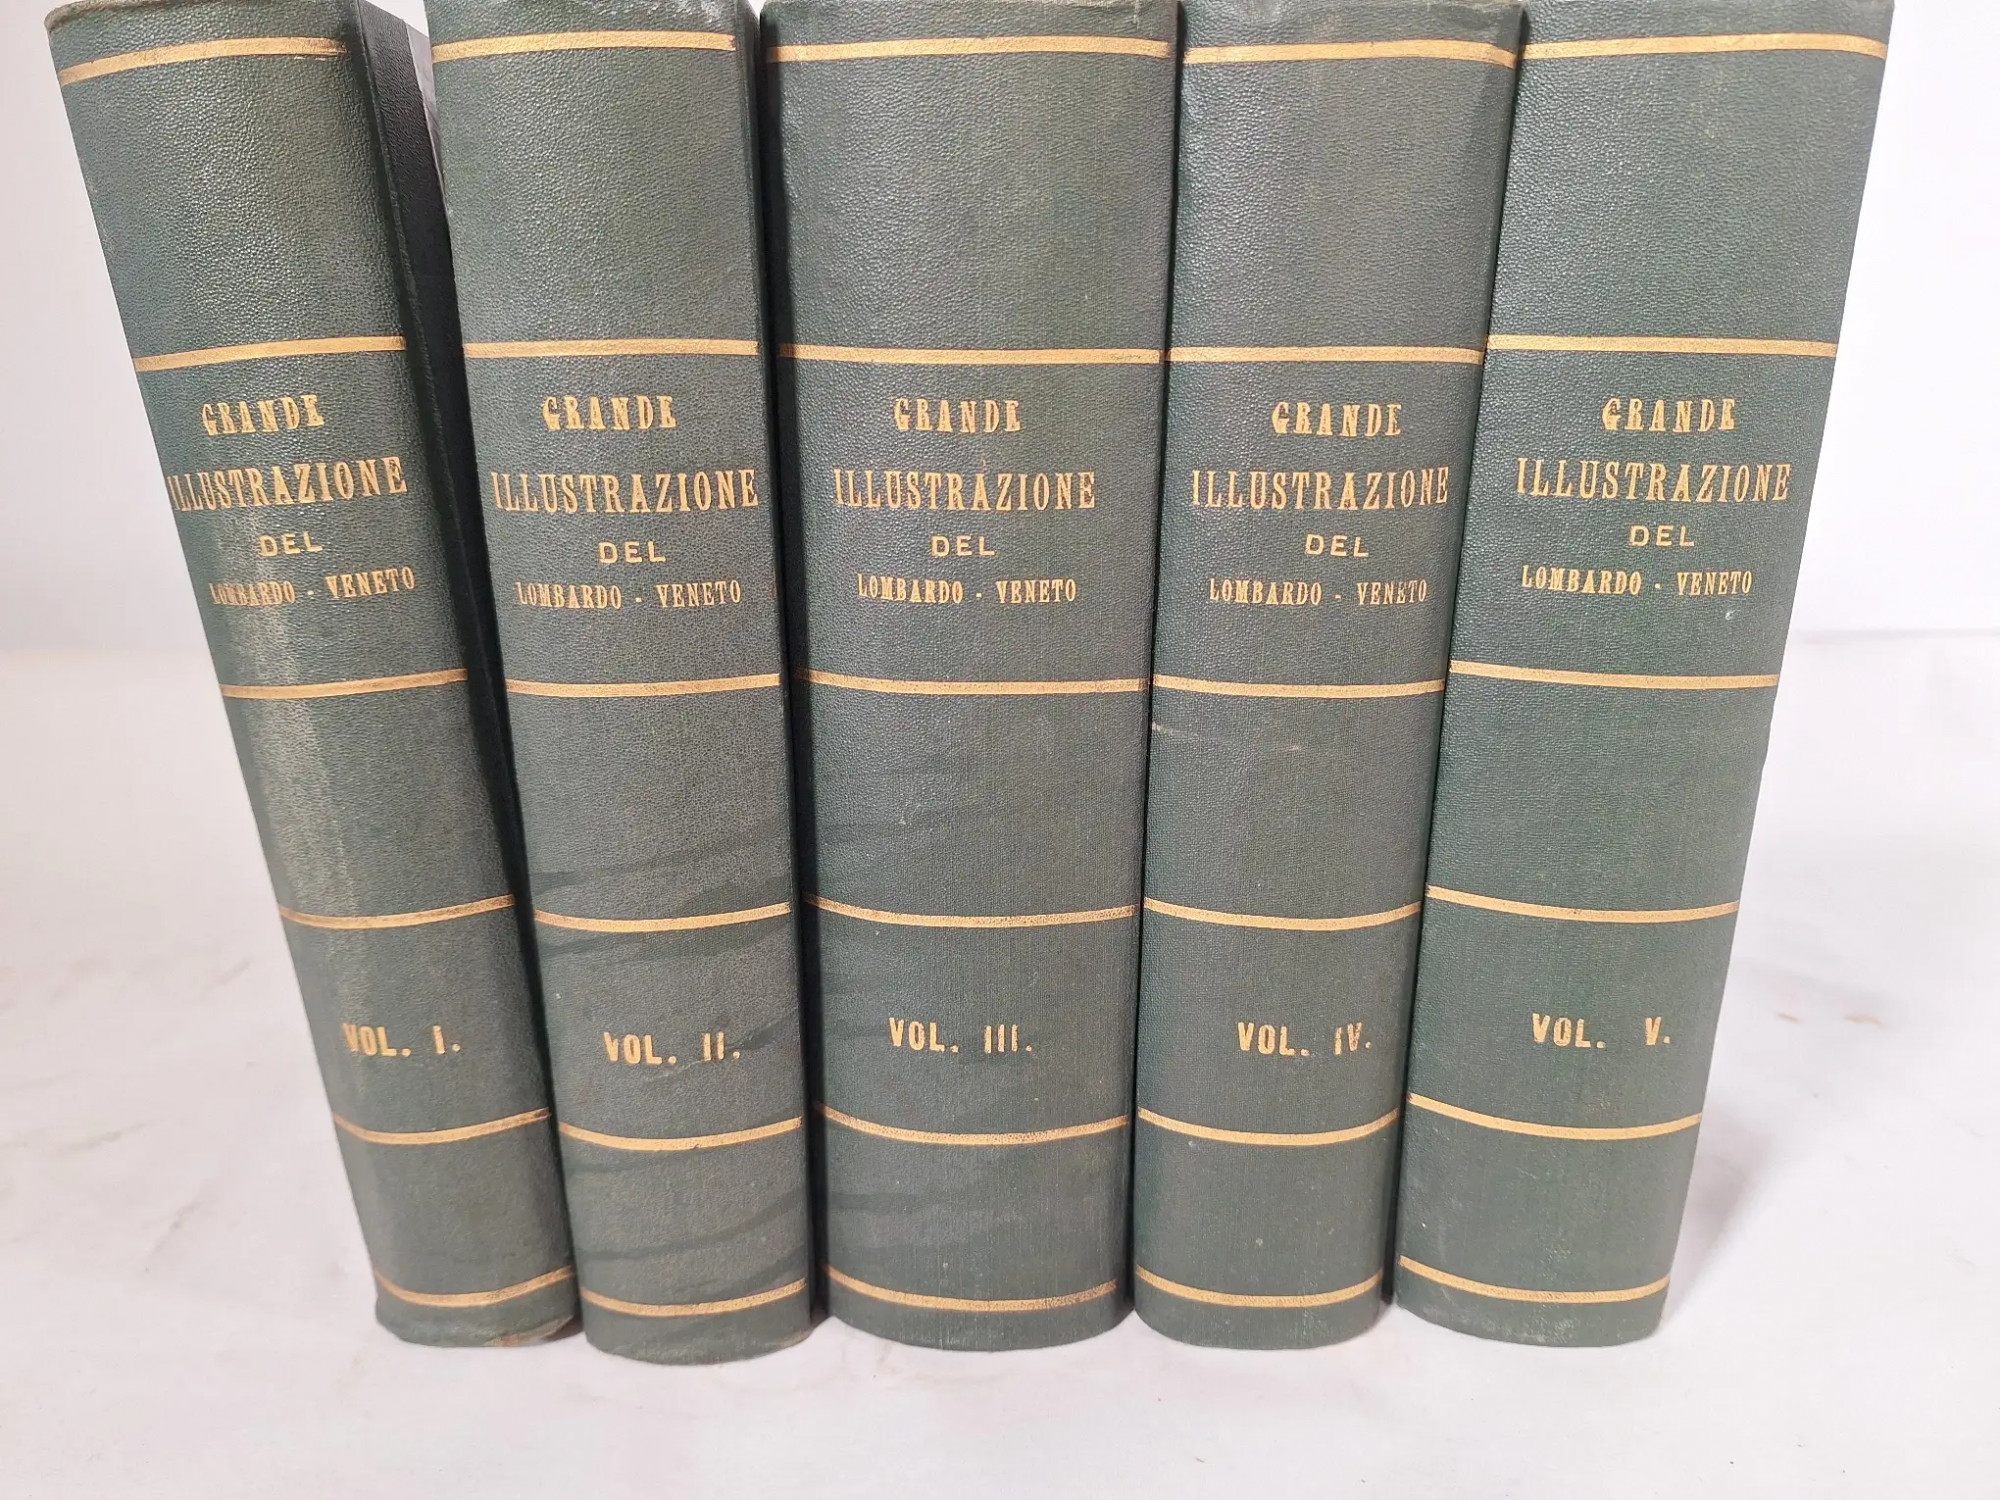 GRANDE
ILLUSTRAZIONE
DEL
LOMBARDO - VENETO
VOL. I.
GRANDE
ILLUSTRAZIONE
DEL
LOMBARDO - VENETO
VOL. II.
GRANDE
ILLUSTRAZIONE
DEL
LOMBARDO - VENETO
VOL. III.
GRANDE
ILLUSTRAZIONE
DEL
LOMBARDO - VENETO
VOL. IV.
GRANDE
ILLUSTRAZIONE
DEL
LOMBARDO - VENETO
VOL. V.